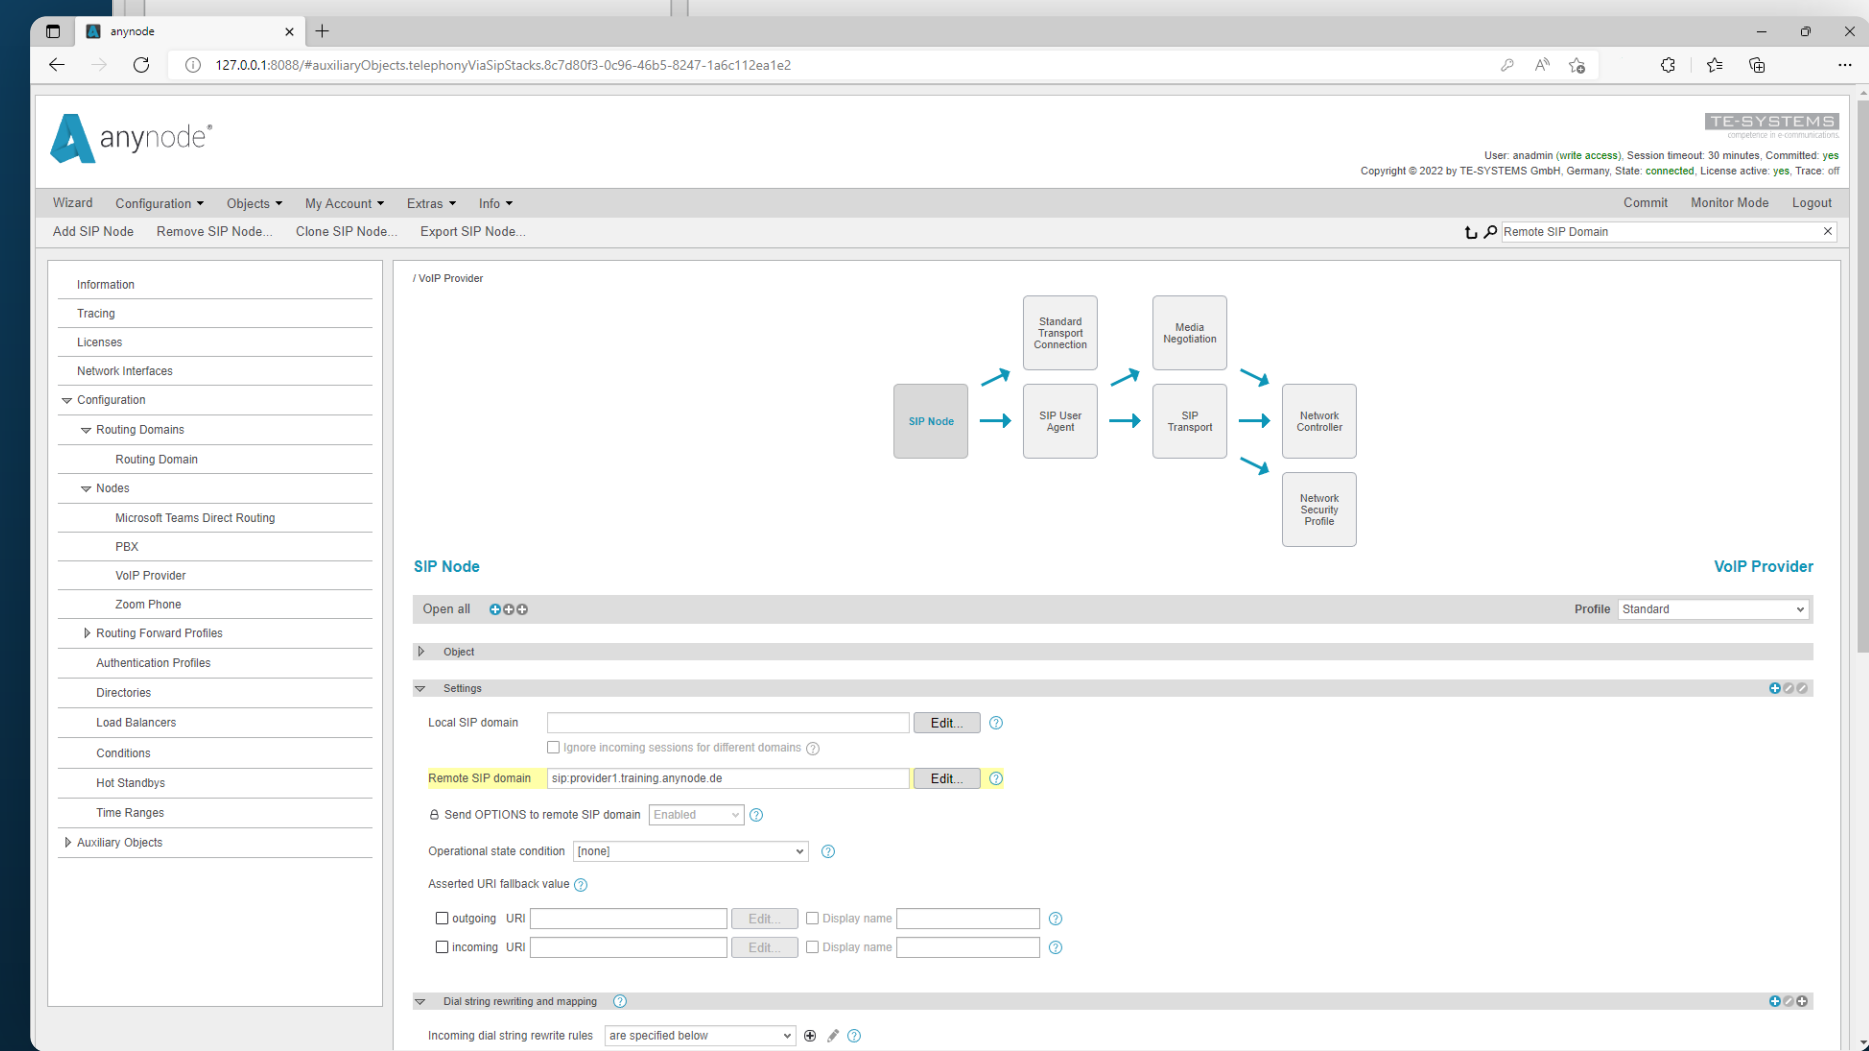 anynode
127.0.0.1:8088/#auxiliaryObjects.telephonyViaSipStacks.8c7d80f3-0c96-46b5-8247-1a6c112ea1e2
anynode®
TE-SYSTEMS
competence in e-communications.
User: anadmin (write access), Session timeout: 30 minutes, Committed: yes
Copyright © 2022 by TE-SYSTEMS GmbH, Germany, State: connected, License active: yes, Trace: off
Wizard Configuration Objects My Account Extras Info Commit Monitor Mode Logout
Add SIP Node Remove SIP Node... Clone SIP Node... Export SIP Node... Remote SIP Domain
Information
Tracing
Licenses
Network Interfaces
Configuration
Routing Domains
Routing Domain
Nodes
Microsoft Teams Direct Routing
PBX
VoIP Provider
Zoom Phone
Routing Forward Profiles
Authentication Profiles
Directories
Load Balancers
Conditions
Hot Standbys
Time Ranges
Auxiliary Objects
/ VoIP Provider
Standard
Transport
Connection
Media
Negotiation
SIP Node
SIP User
Agent
SIP
Transport
Network
Controller
Network
Security
Profile
SIP Node VoIP Provider
Open all Profile Standard
Object
Settings
Local SIP domain Edit...
Ignore incoming sessions for different domains
Remote SIP domain sip:provider1.training.anynode.de Edit...
Send OPTIONS to remote SIP domain Enabled
Operational state condition [none]
Asserted URI fallback value
outgoing URI Edit... Display name
incoming URI Edit... Display name
Dial string rewriting and mapping
Incoming dial string rewrite rules are specified below